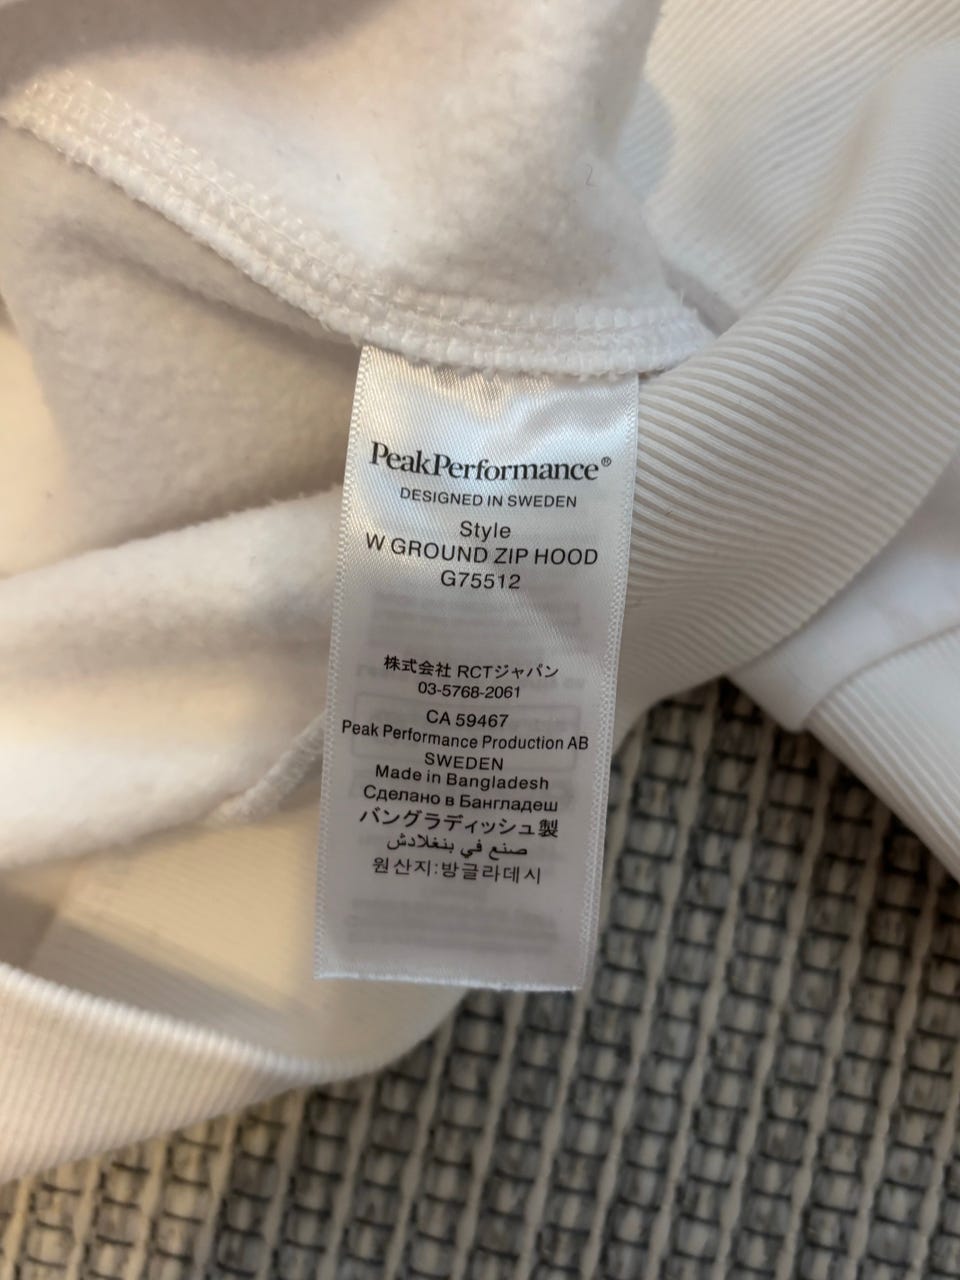 PeakPerformance®
DESIGNED IN SWEDEN
Style
W GROUND ZIP HOOD
G75512
株式会社 RCTジャパン
03-5768-2061
CA 59467
Peak Performance Production AB
SWEDEN
Made in Bangladesh
Сделано в Бангладеш
バングラディッシュ製
صنع في بنغلادش
원산지:방글라데시